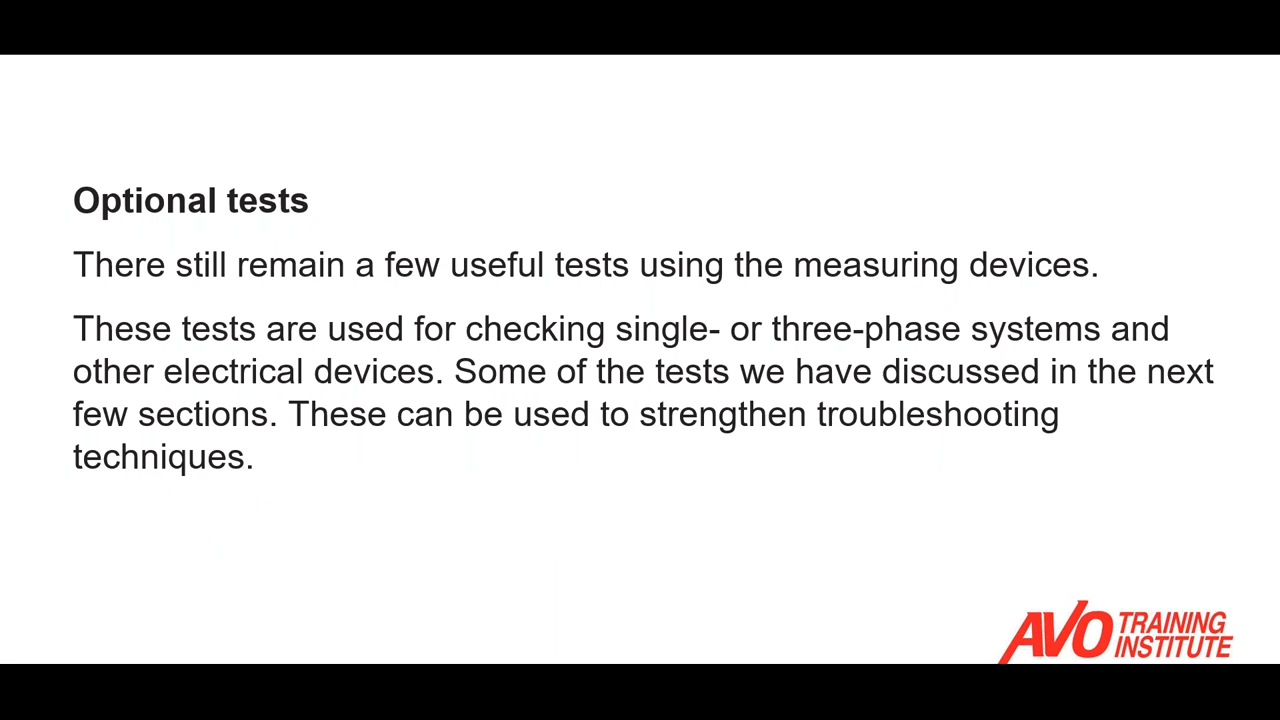 Optional tests
There still remain a few useful tests using the measuring devices.
These tests are used for checking single- or three-phase systems and
other electrical devices. Some of the tests we have discussed in the next
few sections. These can be used to strengthen troubleshooting
techniques.
AVO TRAINING
INSTITUTE